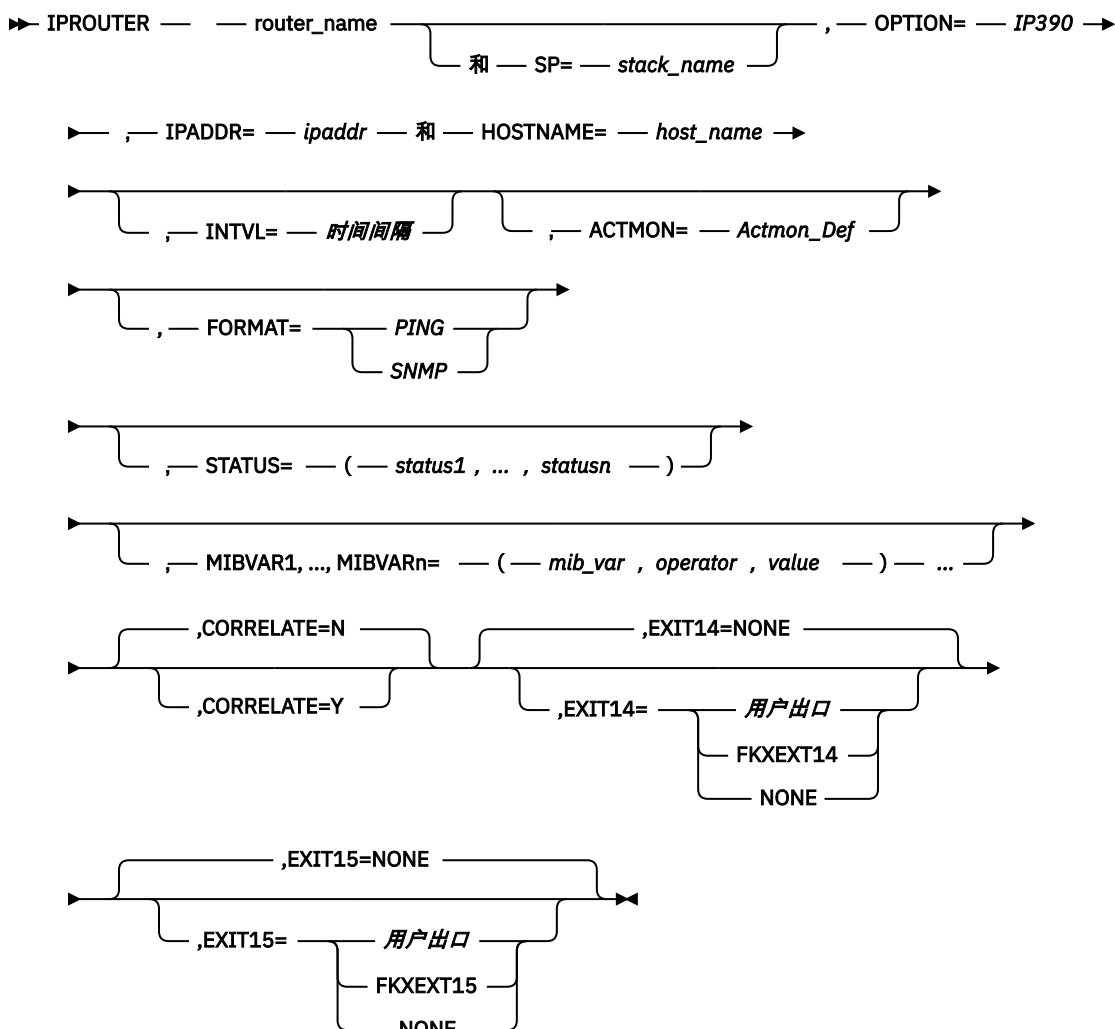 IPROUTER router_name , OPTION= IP390
和 SP= stack_name
, IPADDR= ipaddr 和 HOSTNAME= host_name
, INTVL= 时间间隔 , ACTMON= Actmon_Def
, FORMAT= PING
SNMP
, STATUS= ( status1 , ... , statusn )
, MIBVAR1, ..., MIBVARn= ( mib_var , operator , value ) ...
,CORRELATE=N ,EXIT14=NONE
,CORRELATE=Y ,EXIT14= 用户出口
FKXEXT14
NONE
,EXIT15=NONE
,EXIT15= 用户出口
FKXEXT15
NONE